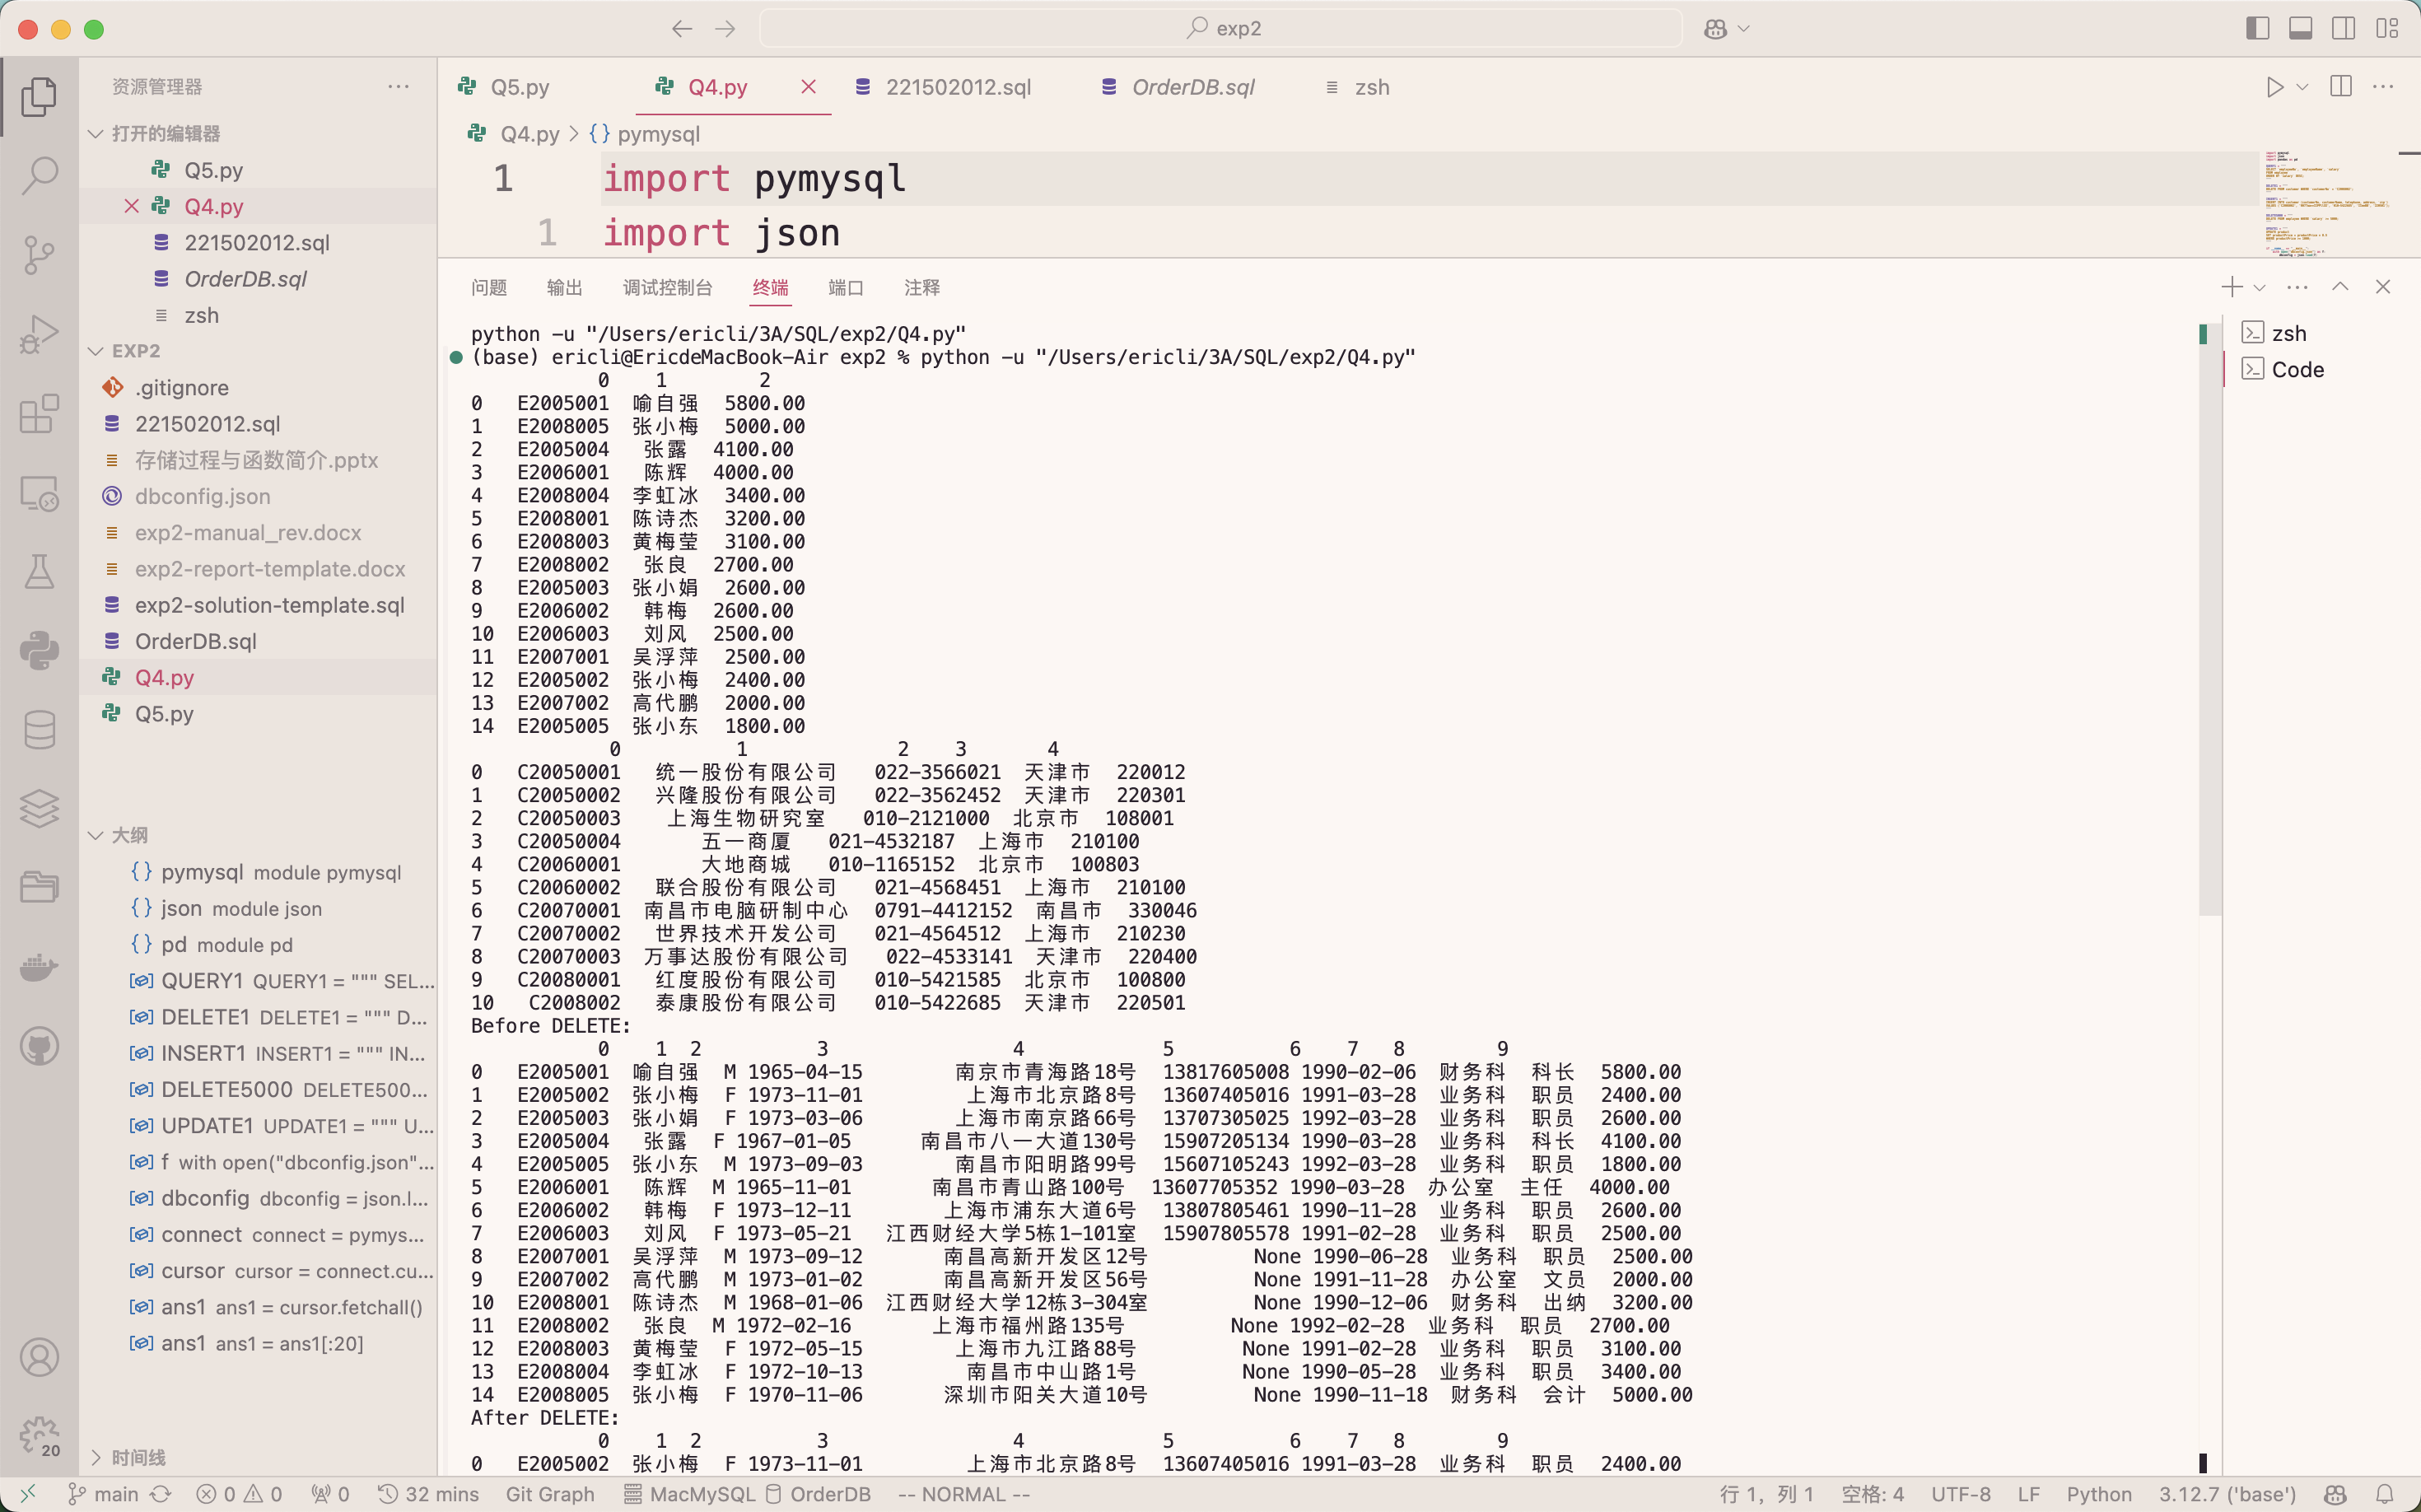 exp2
资源管理器
打开的编辑器
Q5.py
Q4.py
221502012.sql
OrderDB.sql
zsh
EXP2
.gitignore
221502012.sql
存储过程与函数简介.pptx
dbconfig.json
exp2-manual_rev.docx
exp2-report-template.docx
exp2-solution-template.sql
OrderDB.sql
Q4.py
Q5.py
大纲
pymysql module pymysql
json module json
pd module pd
QUERY1 QUERY1 = """ SEL...
DELETE1 DELETE1 = """ D...
INSERT1 INSERT1 = """ IN...
DELETE5000 DELETE500...
UPDATE1 UPDATE1 = """ U...
f with open("dbconfig.json"...
dbconfig dbconfig = json.l...
connect connect = pymys...
cursor cursor = connect.cu...
ans1 ans1 = cursor.fetchall()
ans1 ans1 = ans1[:20]
时间线
20
Q5.py Q4.py 221502012.sql OrderDB.sql zsh
Q4.py > {} pymysql
1 import pymysql
1 import json
问题 输出 调试控制台 终端 端口 注释
python -u "/Users/ericli/3A/SQL/exp2/Q4.py"
(base) ericli@EricdeMacBook-Air exp2 % python -u "/Users/ericli/3A/SQL/exp2/Q4.py"
0 1 2
0 E2005001 喻自强 5800.00
1 E2008005 张小梅 5000.00
2 E2005004 张露 4100.00
3 E2006001 陈辉 4000.00
4 E2008004 李虹冰 3400.00
5 E2008001 陈诗杰 3200.00
6 E2008003 黄梅莹 3100.00
7 E2008002 张良 2700.00
8 E2005003 张小娟 2600.00
9 E2006002 韩梅 2600.00
10 E2006003 刘风 2500.00
11 E2007001 吴浮萍 2500.00
12 E2005002 张小梅 2400.00
13 E2007002 高代鹏 2000.00
14 E2005005 张小东 1800.00
0 1 2 3 4
0 C20050001 统一股份有限公司 022-3566021 天津市 220012
1 C20050002 兴隆股份有限公司 022-3562452 天津市 220301
2 C20050003 上海生物研究室 010-2121000 北京市 108001
3 C20050004 五一商厦 021-4532187 上海市 210100
4 C20060001 大地商城 010-1165152 北京市 100803
5 C20060002 联合股份有限公司 021-4568451 上海市 210100
6 C20070001 南昌市电脑研制中心 0791-4412152 南昌市 330046
7 C20070002 世界技术开发公司 021-4564512 上海市 210230
8 C20070003 万事达股份有限公司 022-4533141 天津市 220400
9 C20080001 红度股份有限公司 010-5421585 北京市 100800
10 C2008002 泰康股份有限公司 010-5422685 天津市 220501
Before DELETE:
0 1 2 3 4 5 6 7 8 9
0 E2005001 喻自强 M 1965-04-15 南京市青海路18号 13817605008 1990-02-06 财务科 科长 5800.00
1 E2005002 张小梅 F 1973-11-01 上海市北京路8号 13607405016 1991-03-28 业务科 职员 2400.00
2 E2005003 张小娟 F 1973-03-06 上海市南京路66号 13707305025 1992-03-28 业务科 职员 2600.00
3 E2005004 张露 F 1967-01-05 南昌市八一大道130号 15907205134 1990-03-28 业务科 科长 4100.00
4 E2005005 张小东 M 1973-09-03 南昌市阳明路99号 15607105243 1992-03-28 业务科 职员 1800.00
5 E2006001 陈辉 M 1965-11-01 南昌市青山路100号 13607705352 1990-03-28 办公室 主任 4000.00
6 E2006002 韩梅 F 1973-12-11 上海市浦东大道6号 13807805461 1990-11-28 业务科 职员 2600.00
7 E2006003 刘风 F 1973-05-21 江西财经大学5栋1-101室 15907805578 1991-02-28 业务科 职员 2500.00
8 E2007001 吴浮萍 M 1973-09-12 南昌高新开发区12号 None 1990-06-28 业务科 职员 2500.00
9 E2007002 高代鹏 M 1973-01-02 南昌高新开发区56号 None 1991-11-28 办公室 文员 2000.00
10 E2008001 陈诗杰 M 1968-01-06 江西财经大学12栋3-304室 None 1990-12-06 财务科 出纳 3200.00
11 E2008002 张良 M 1972-02-16 上海市福州路135号 None 1992-02-28 业务科 职员 2700.00
12 E2008003 黄梅莹 F 1972-05-15 上海市九江路88号 None 1991-02-28 业务科 职员 3100.00
13 E2008004 李虹冰 F 1972-10-13 南昌市中山路1号 None 1990-05-28 业务科 职员 3400.00
14 E2008005 张小梅 F 1970-11-06 深圳市阳关大道10号 None 1990-11-18 财务科 会计 5000.00
After DELETE:
0 1 2 3 4 5 6 7 8 9
0 E2005002 张小梅 F 1973-11-01 上海市北京路8号 13607405016 1991-03-28 业务科 职员 2400.00
zsh
Code
main 0 0 0 32 mins Git Graph MacMySQL OrderDB -- NORMAL -- 行 1, 列 1 空格: 4 UTF-8 LF Python 3.12.7 ('base')